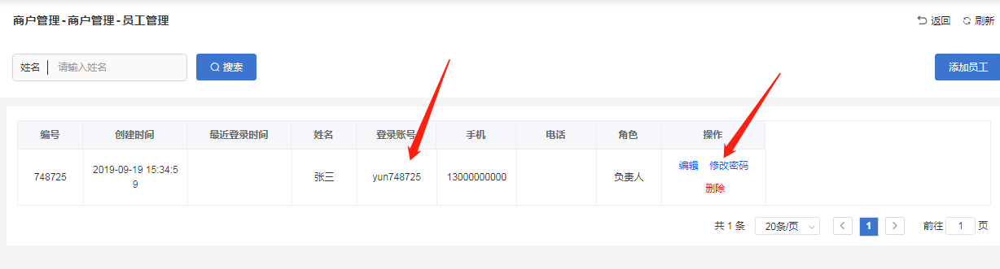 商户管理-商户管理-员工管理
返回 刷新
姓名 请输入姓名 搜索 添加员工
编号 创建时间 最近登录时间 姓名 登录账号 手机 电话 角色 操作
748725 2019-09-19 15:34:5
9 张三 yun748725 13000000000 负责人 编辑 修改密码
删除
共 1 条 20条/页 1 前往 1 页